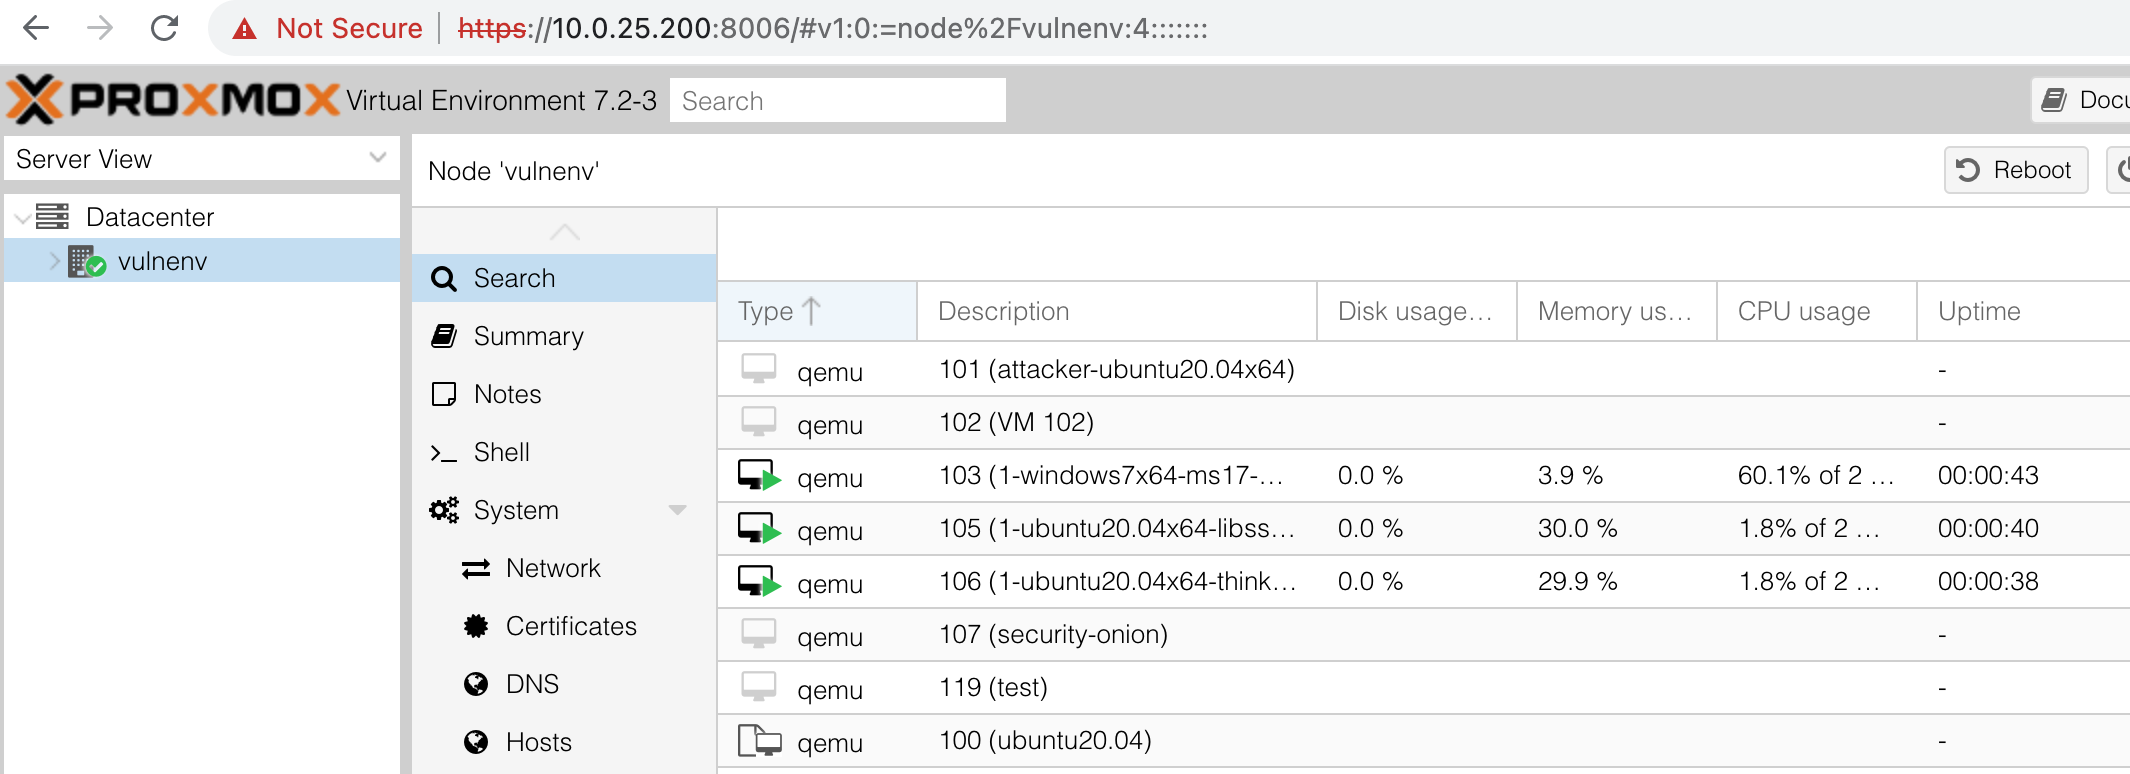 Not Secure https://10.0.25.200:8006/#v1:0:=node%2Fvulnenv:4:::::::
PROXMOX Virtual Environment 7.2-3 Search Docu
Server View
Datacenter
vulnenv
Node 'vulnenv' Reboot
Search
Summary
Notes
Shell
System
Network
Certificates
DNS
Hosts
Type Description Disk usage... Memory us... CPU usage Uptime
qemu 101 (attacker-ubuntu20.04x64) -
qemu 102 (VM 102) -
qemu 103 (1-windows7x64-ms17-... 0.0 % 3.9 % 60.1% of 2 ... 00:00:43
qemu 105 (1-ubuntu20.04x64-libss... 0.0 % 30.0 % 1.8% of 2 ... 00:00:40
qemu 106 (1-ubuntu20.04x64-think... 0.0 % 29.9 % 1.8% of 2 ... 00:00:38
qemu 107 (security-onion) -
qemu 119 (test) -
qemu 100 (ubuntu20.04) -